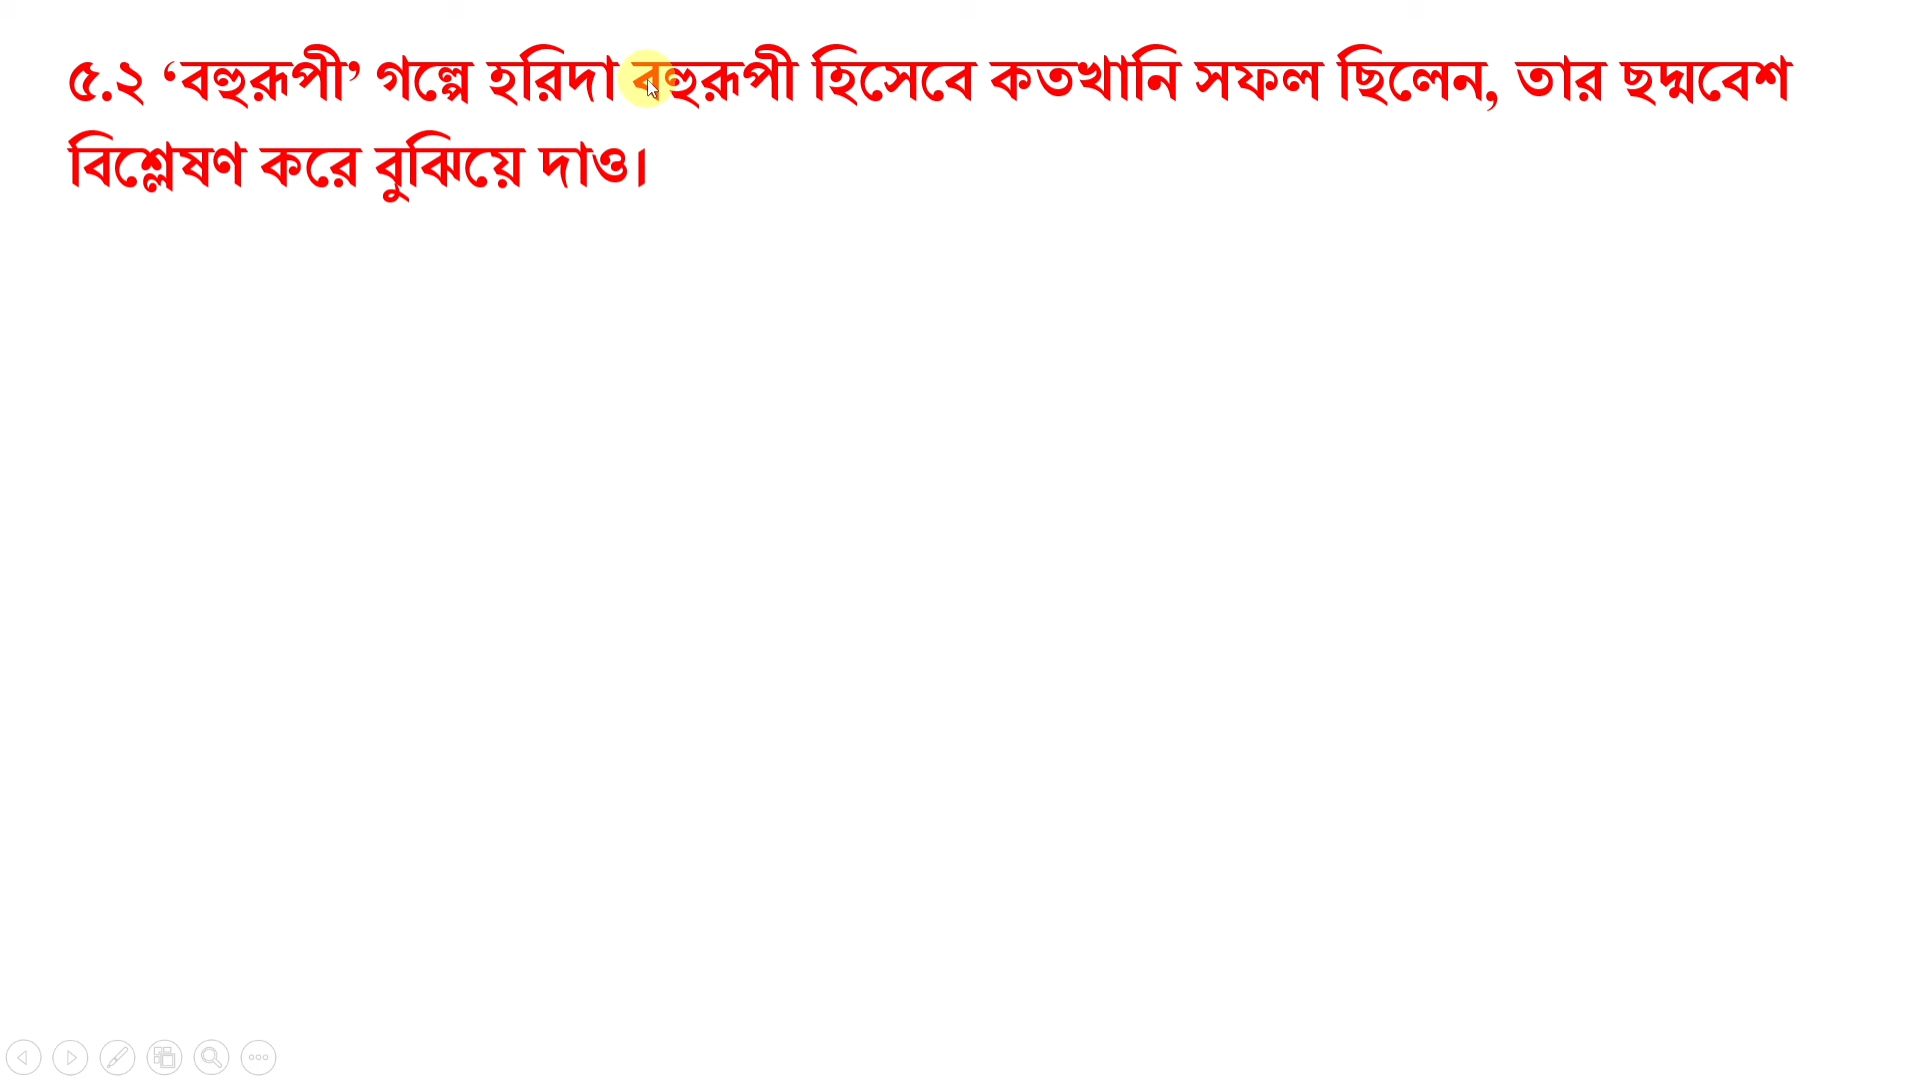 ৫.২ ‘বহুরূপী’ গল্পে হরিদা বহুরূপী হিসেবে কতখানি সফল ছিলেন, তার ছদ্মবেশ
বিশ্লেষণ করে বুঝিয়ে দাও।